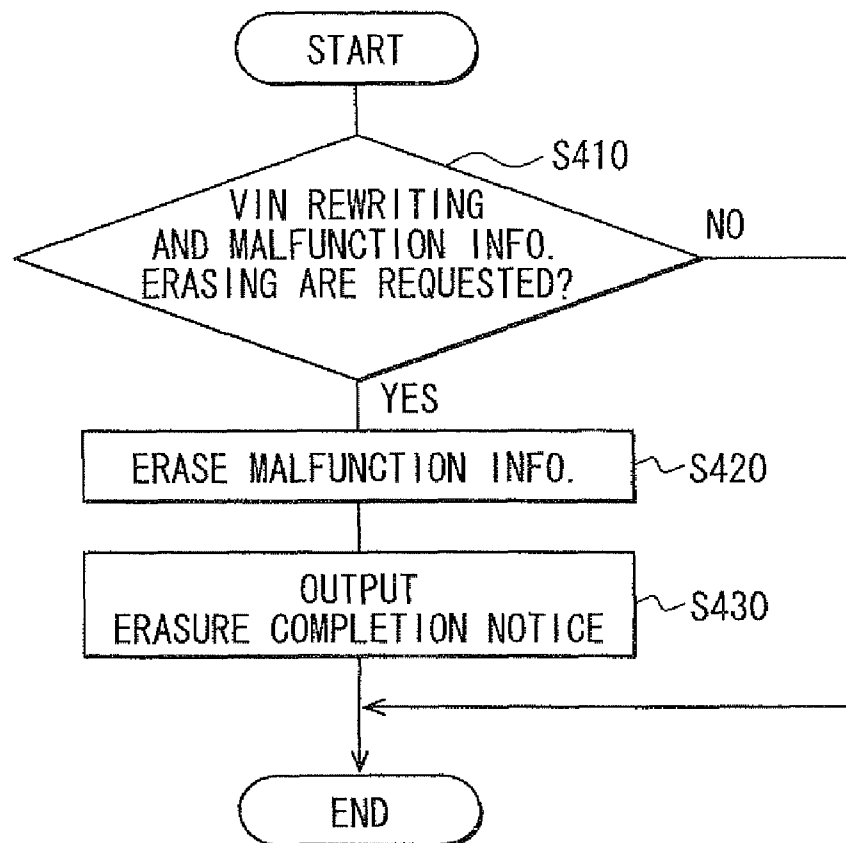 START
S410
VIN REWRITING
AND MALFUNCTION INFO.
ERASING ARE REQUESTED?
NO
YES
ERASE MALFUNCTION INFO.
S420
OUTPUT
ERASURE COMPLETION NOTICE
S430
END